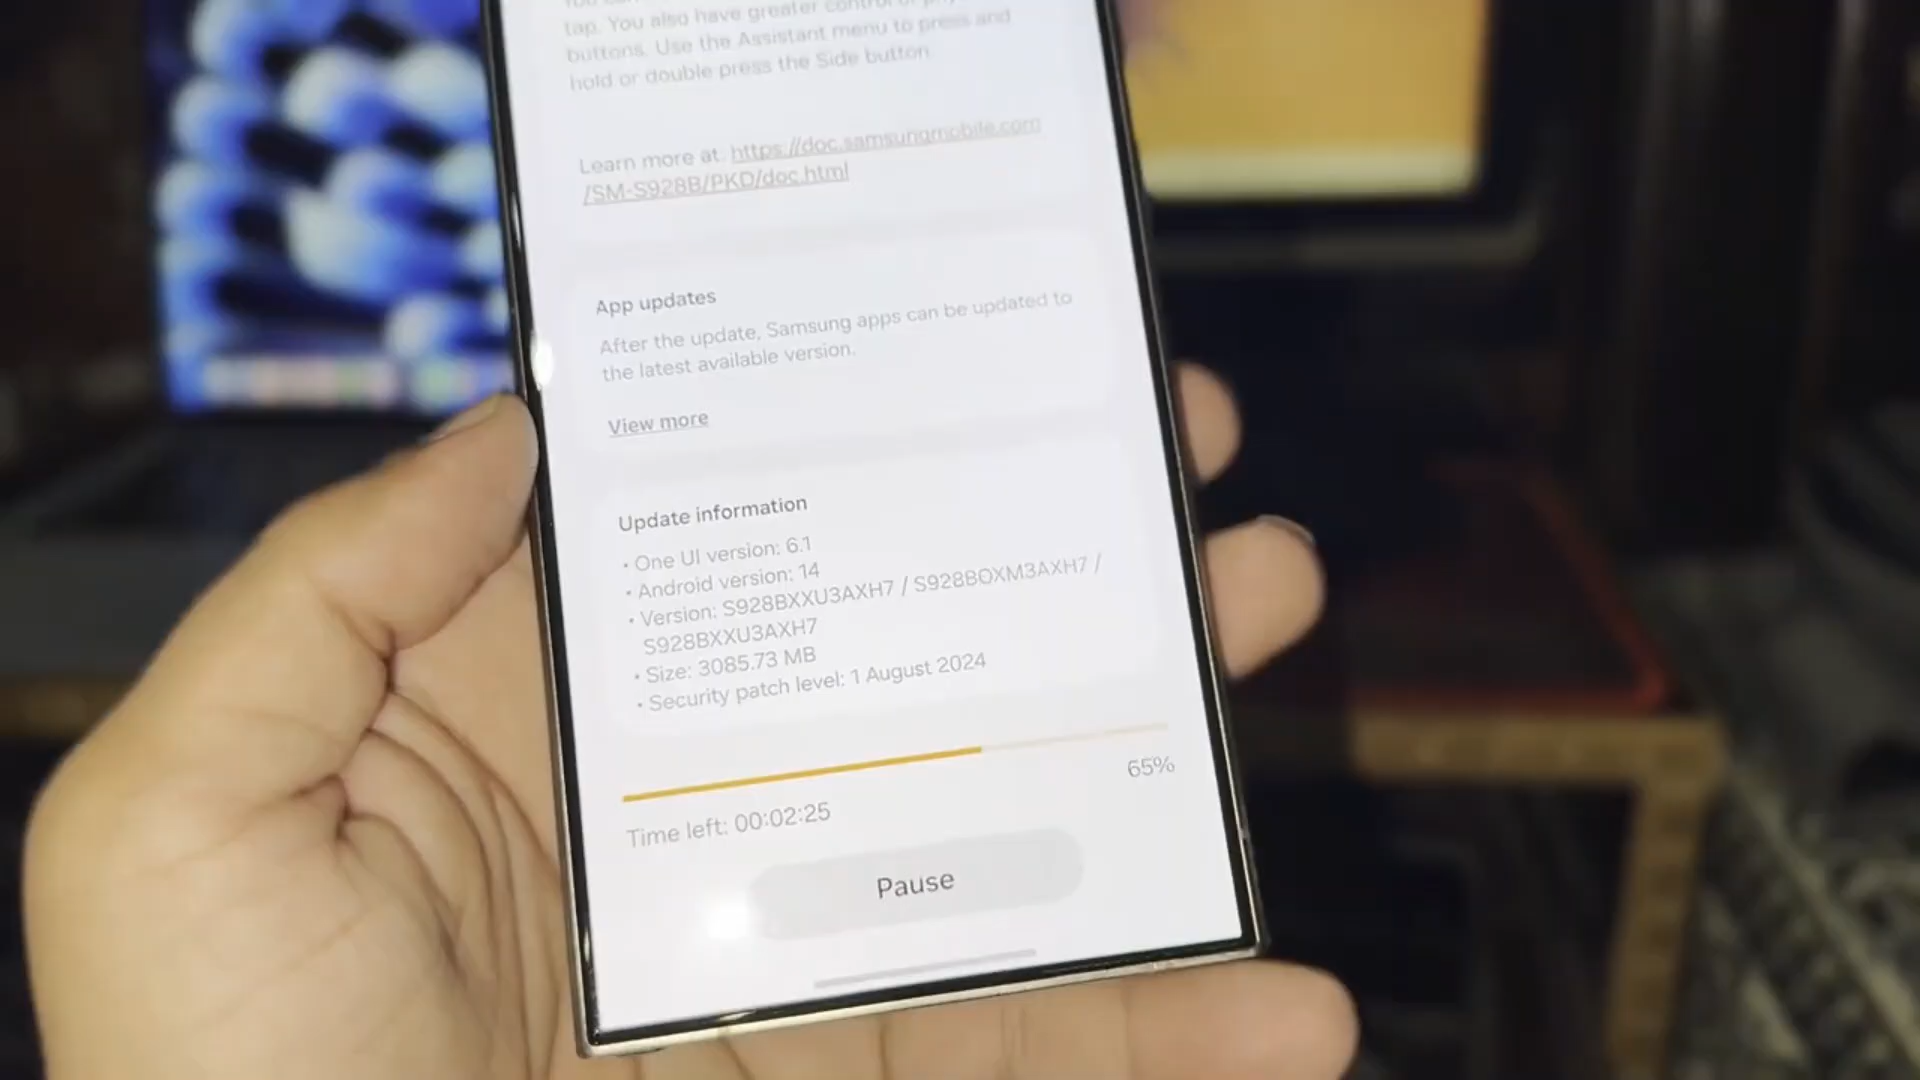 tap. You also have greater control of
buttons. Use the Assistant menu to press and
hold or double press the Side button.
Learn more at: https://doc.samsungmobile.com
/SM-S928B/PKD/doc.html
App updates
After the update, Samsung apps can be updated to
the latest available version.
View more
Update information
• One UI version: 6.1
• Android version: 14
• Version: S928BXXU3AXH7 / S928BOXM3AXH7 /
S928BXXU3AXH7
• Size: 3085.73 MB
• Security patch level: 1 August 2024
65%
Time left: 00:02:25
Pause